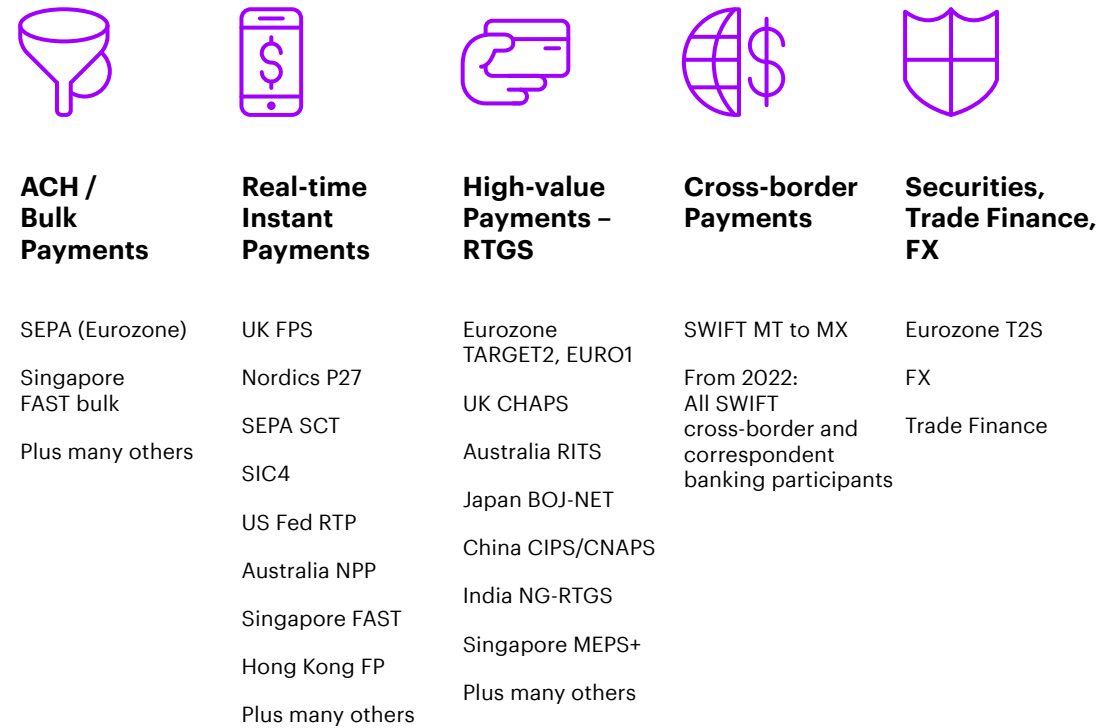 ACH /
Bulk
Payments
SEPA (Eurozone)
Singapore
FAST bulk
Plus many others
Real-time
Instant
Payments
UK FPS
Nordics P27
SEPA SCT
SIC4
US Fed RTP
Australia NPP
Singapore FAST
Hong Kong FP
Plus many others
High-value
Payments –
RTGS
Eurozone
TARGET2, EURO1
UK CHAPS
Australia RITS
Japan BOJ-NET
China CIPS/CNAPS
India NG-RTGS
Singapore MEPS+
Plus many others
Cross-border
Payments
SWIFT MT to MX
From 2022:
All SWIFT
cross-border and
correspondent
banking participants
Securities,
Trade Finance,
FX
Eurozone T2S
FX
Trade Finance